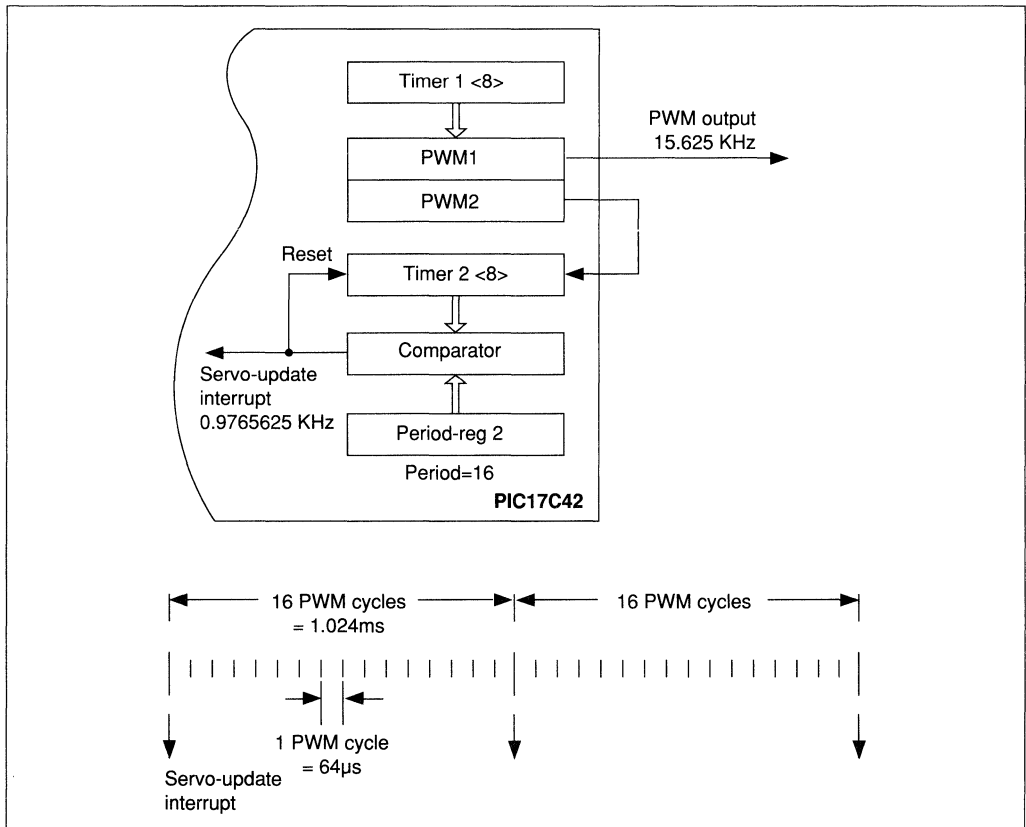 Timer 1 <8>
PWM1
PWM2
PWM output
15.625 KHz
Reset
Timer 2 <8>
Comparator
Servo-update
interrupt
0.9765625 KHz
Period-reg 2
Period=16
PIC17C42
16 PWM cycles
= 1.024ms
16 PWM cycles
1 PWM cycle
= 64µs
Servo-update
interrupt